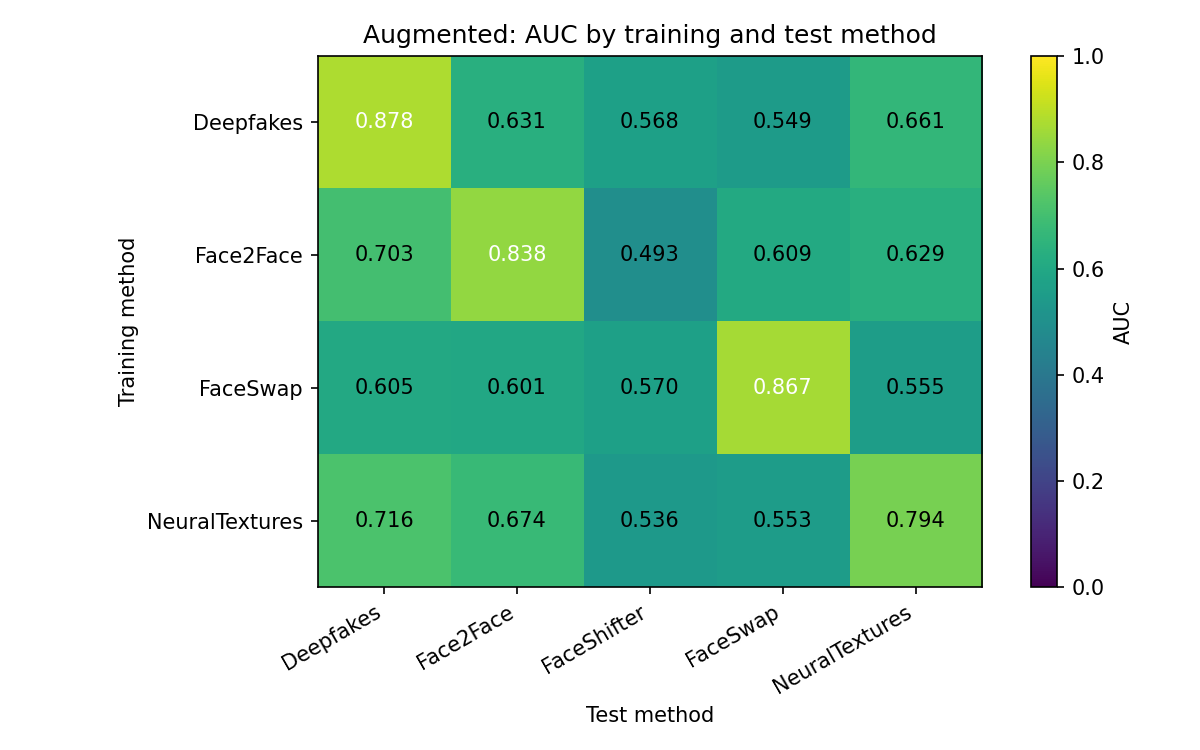 Augmented: AUC by training and test method
Training method
Deepfakes 0.878 0.631 0.568 0.549 0.661
Face2Face 0.703 0.838 0.493 0.609 0.629
FaceSwap 0.605 0.601 0.570 0.867 0.555
NeuralTextures 0.716 0.674 0.536 0.553 0.794
Deepfakes Face2Face FaceShifter FaceSwap NeuralTextures
Test method
1.0
0.8
0.6
0.4
0.2
0.0
AUC